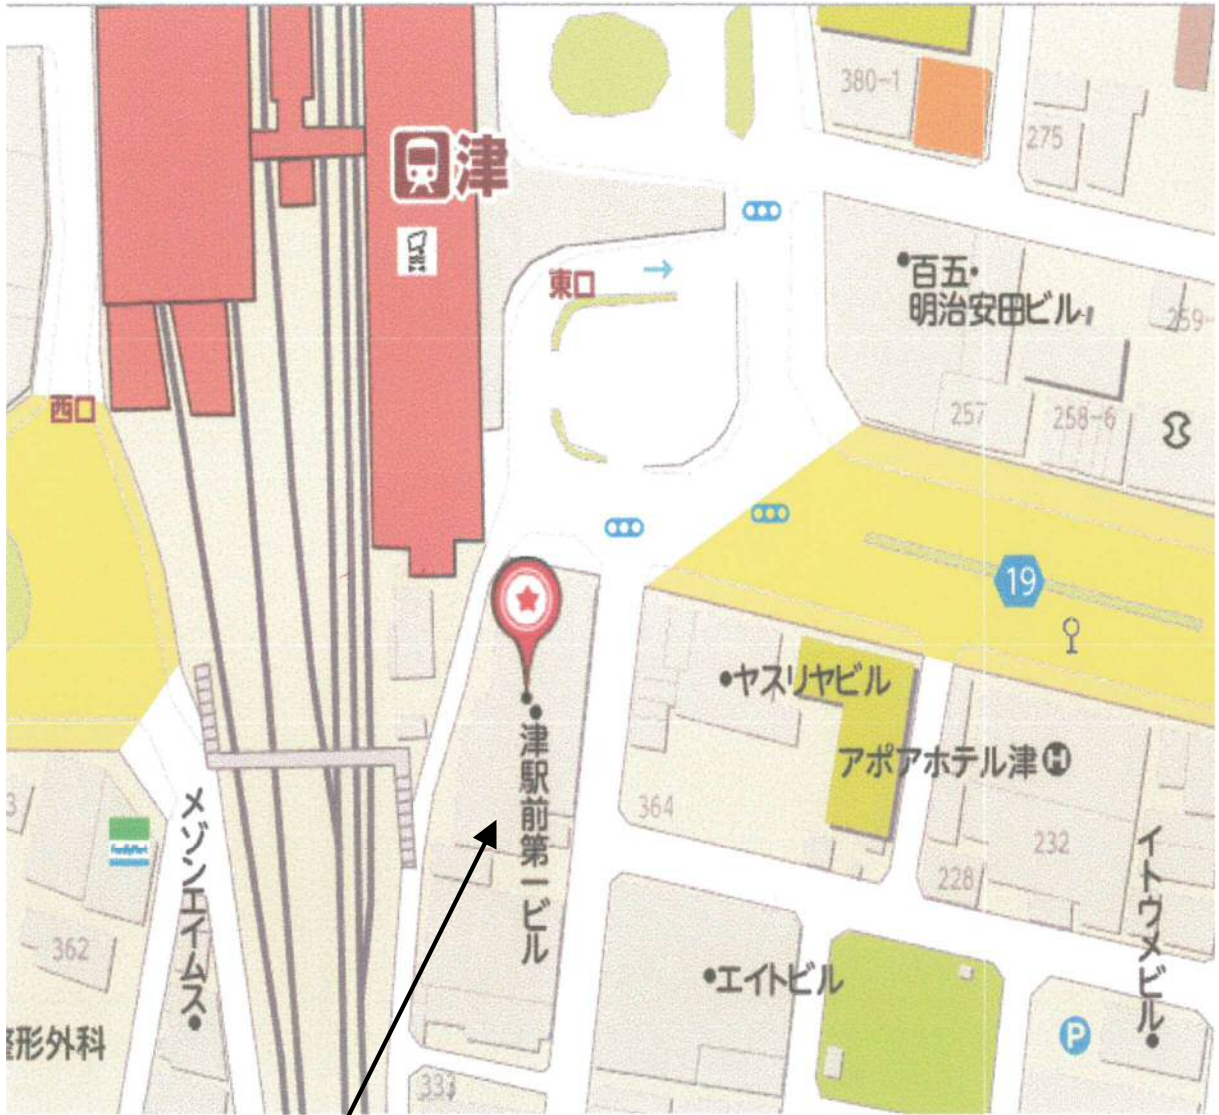 380-1
275
津
東口
百五・
明治安田ビル
259-
西口
257
258-6
19
ヤスリヤビル
アポアホテル津
H
津駅前第一ビル
364
232
228
FamilyMart
メゾンエイムス
イトウメビル
362
エイトビル
P
整形外科
333